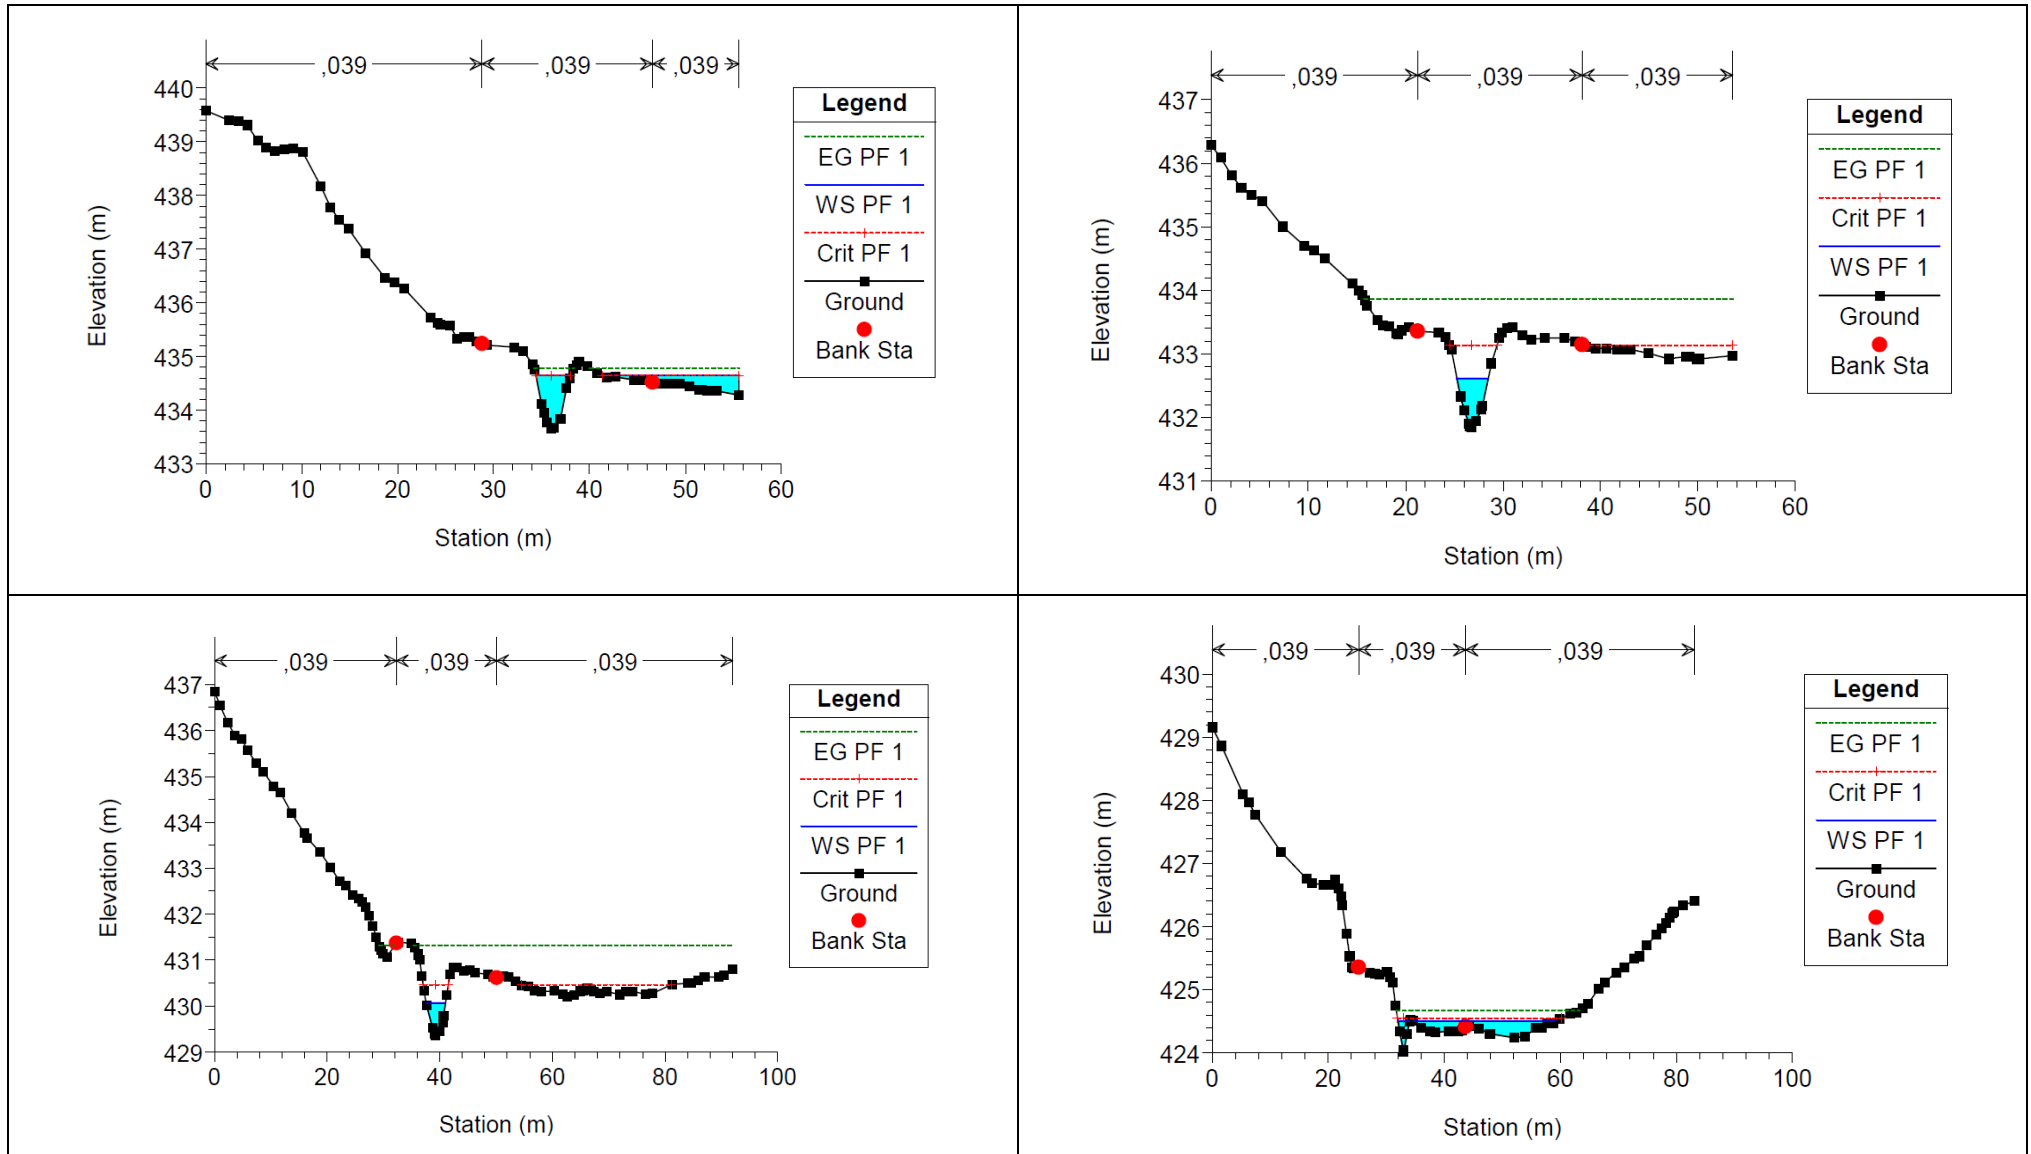 ,039 ,039 ,039
440
439
438
437
436
435
434
433
Elevation (m)
0 10 20 30 40 50 60
Station (m)
Legend
EG PF 1
WS PF 1
Crit PF 1
Ground
Bank Sta
,039 ,039 ,039
437
436
435
434
433
432
431
Elevation (m)
0 10 20 30 40 50 60
Station (m)
Legend
EG PF 1
Crit PF 1
WS PF 1
Ground
Bank Sta
,039 ,039 ,039
437
436
435
434
433
432
431
430
429
Elevation (m)
0 20 40 60 80 100
Station (m)
Legend
EG PF 1
Crit PF 1
WS PF 1
Ground
Bank Sta
,039 ,039 ,039
430
429
428
427
426
425
424
Elevation (m)
0 20 40 60 80 100
Station (m)
Legend
EG PF 1
Crit PF 1
WS PF 1
Ground
Bank Sta